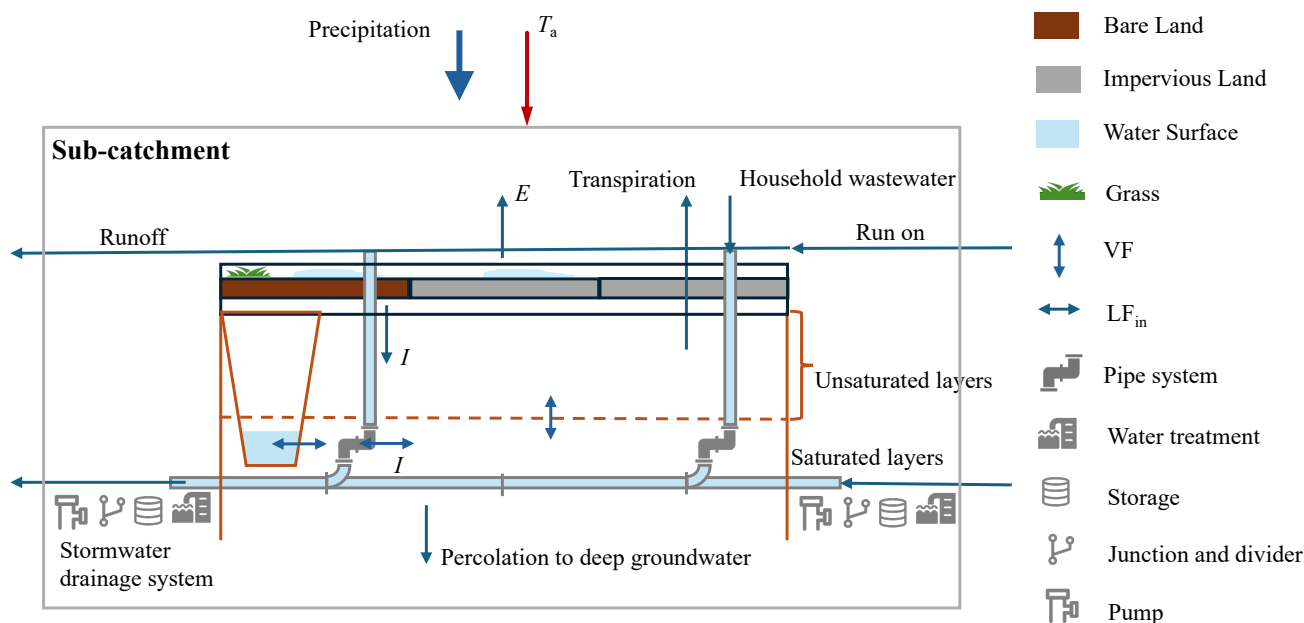 Precipitation
Tₐ
Sub-catchment
Transpiration
Household wastewater
E
Runoff
Run on
I
Unsaturated layers
I
Saturated layers
Stormwater
drainage system
Percolation to deep groundwater
Bare Land
Impervious Land
Water Surface
Grass
VF
LFin
Pipe system
Water treatment
Storage
Junction and divider
Pump